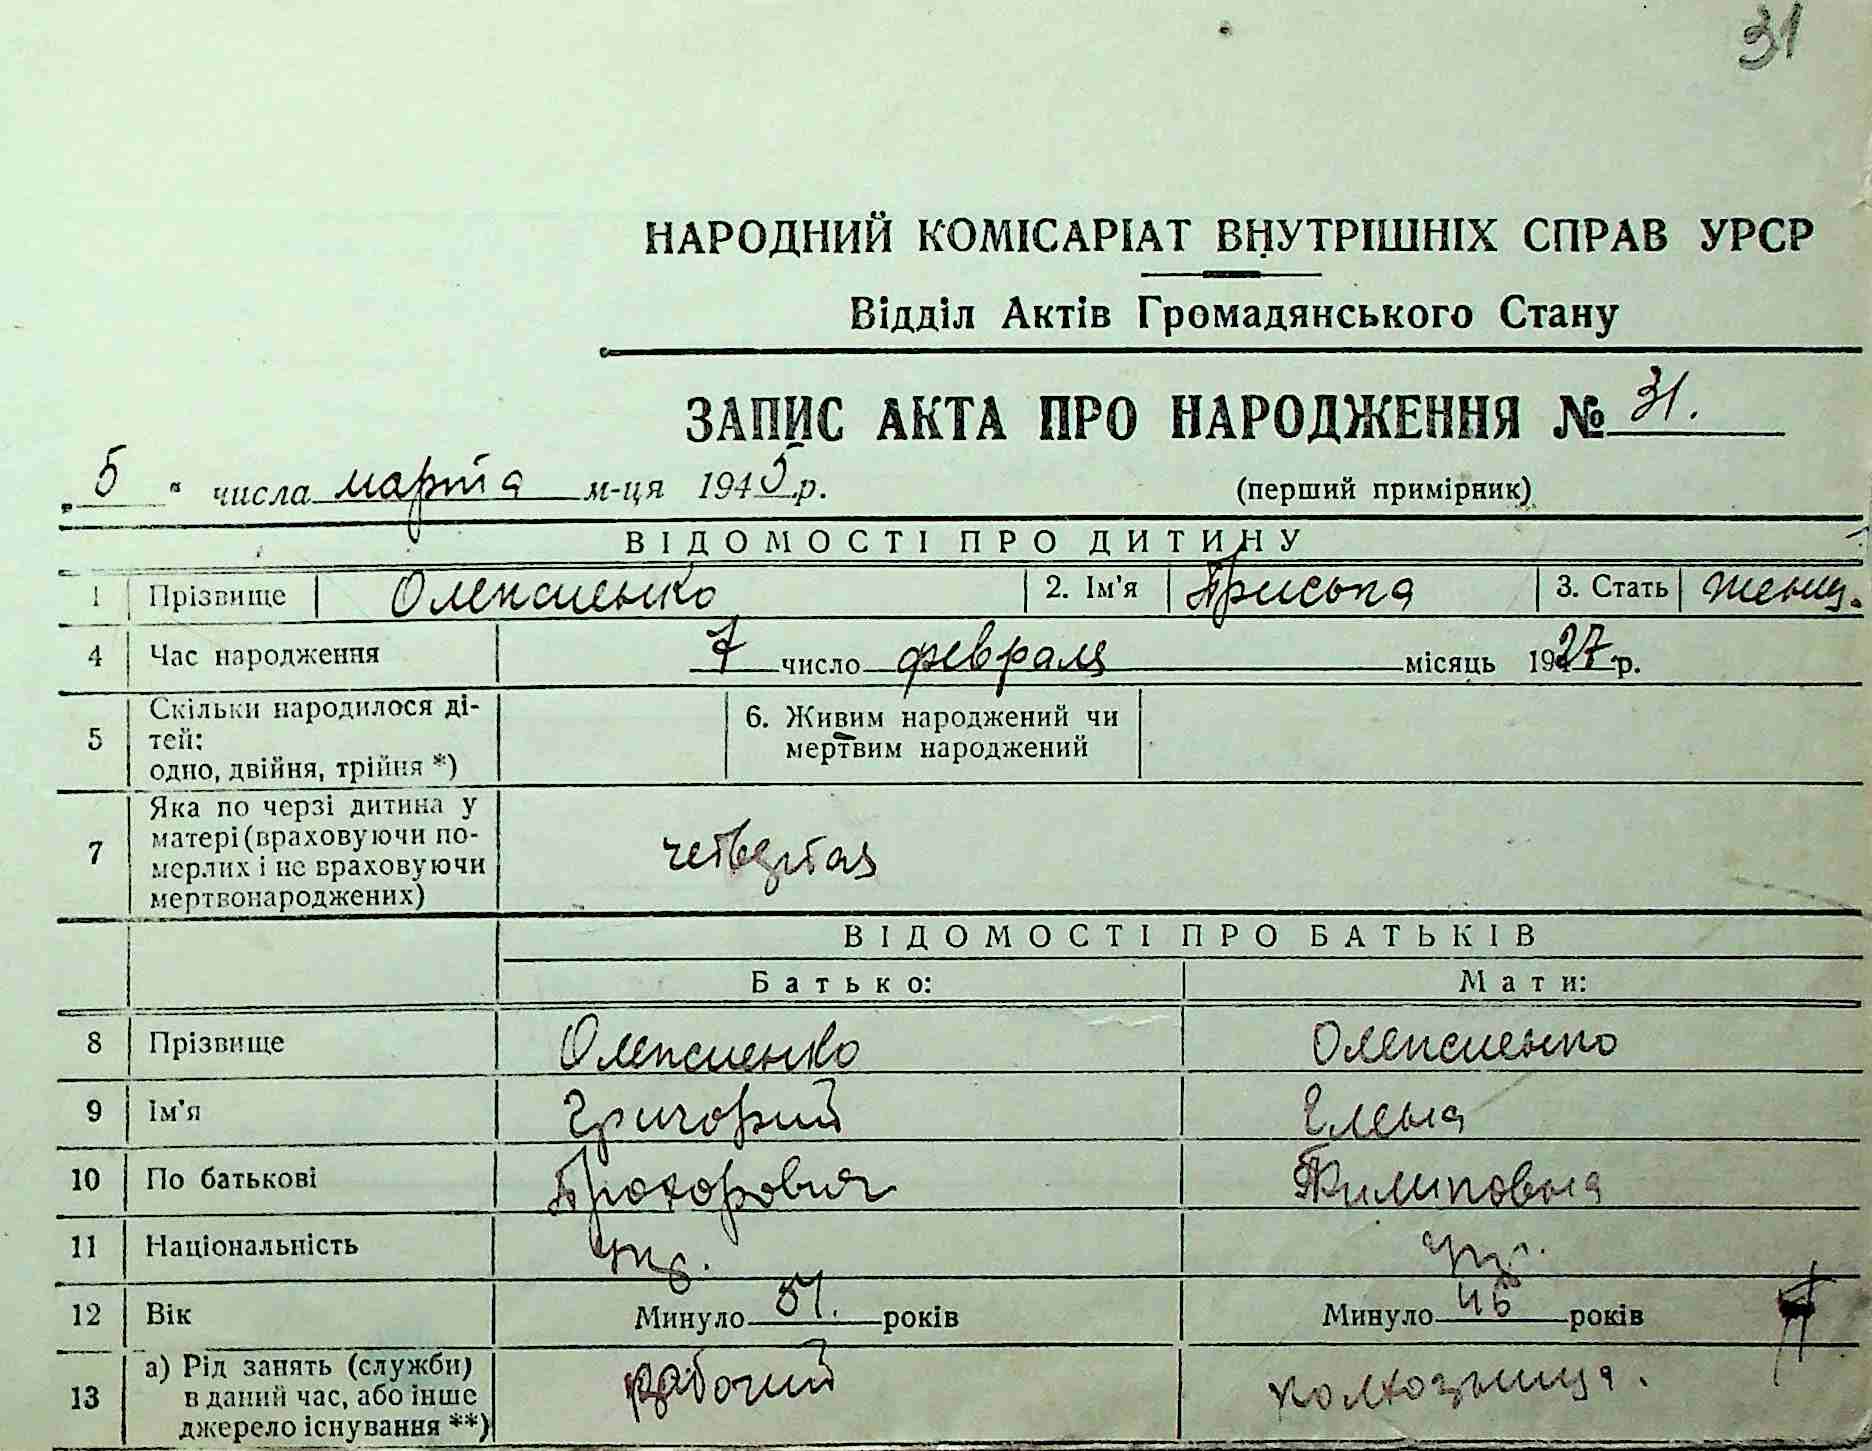 31
НАРОДНИЙ КОМІСАРІАТ ВНУТРІШНІХ СПРАВ УРСР
Відділ Актів Громадянського Стану
ЗАПИС АКТА ПРО НАРОДЖЕННЯ № 31.
„ 5 " числа марта м-ця 1945 р. (перший примірник)
ВІДОМОСТІ ПРО ДИТИНУ
1 Прізвище Олексиенко 2. Ім'я Приська 3. Стать женщ.
4 Час народження 7 число февраля місяць 1927 р.
5 Скільки народилося ді-
тей:
одно, двійня, трійня *)
6. Живим народжений чи
мертвим народжений
7 Яка по черзі дитина у
матері (враховуючи по-
мерлих і не враховуючи
мертвонароджених)
четвертая
ВІДОМОСТІ ПРО БАТЬКІВ
Батько: Мати:
8 Прізвище Олексиенко Олексиенко
9 Ім'я Григорий Елена
10 По батькові Прохорович Филиповна
11 Національність укр. укр.
12 Вік Минуло 51. років Минуло 46 років
13 а) Рід занять (служби)
в даний час, або інше
джерело існування **)
рабочий колхозница.